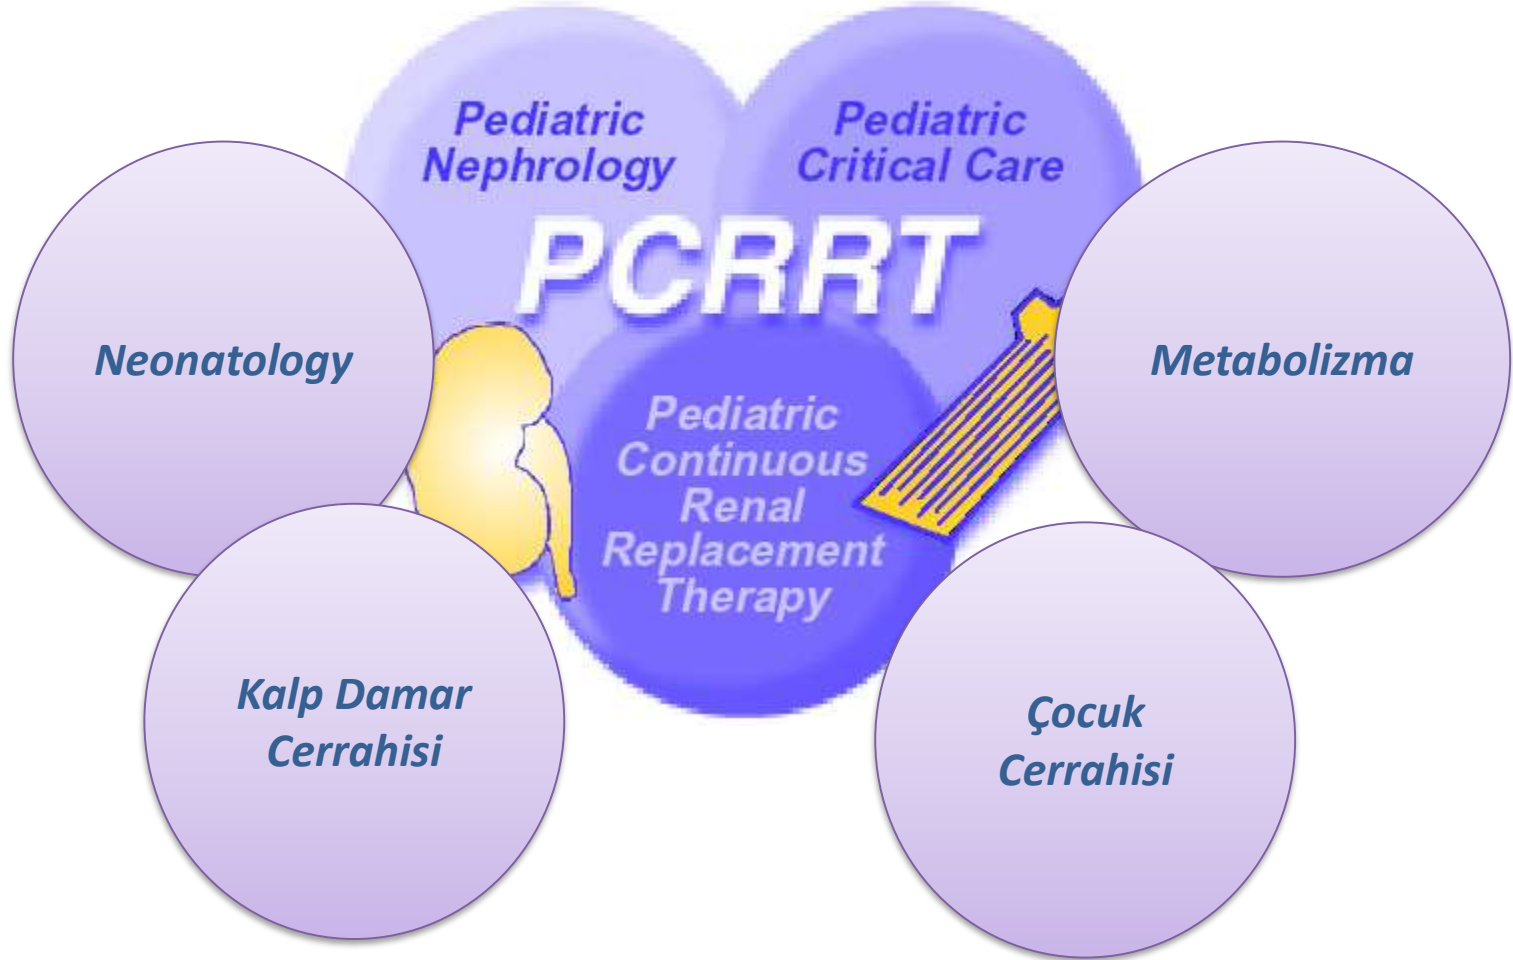 Pediatric
Nephrology
Pediatric
Critical Care
PCRRT
Neonatology
Metabolizma
Pediatric
Continuous
Renal
Replacement
Therapy
Kalp Damar
Cerrahisi
Çocuk
Cerrahisi